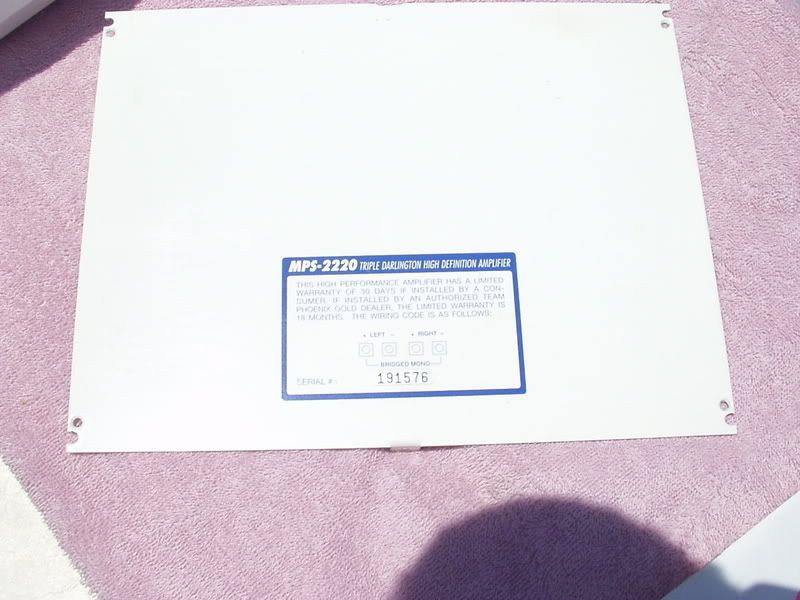 MPS-2220 TRIPLE DARLINGTON HIGH DEFINITION AMPLIFIER
THIS HIGH PERFORMANCE AMPLIFIER HAS A LIMITED
WARRANTY OF 30 DAYS IF INSTALLED BY A CON-
SUMER. IF INSTALLED BY AN AUTHORIZED TEAM
PHOENIX GOLD DEALER, THE LIMITED WARRANTY IS
18 MONTHS. THE WIRING CODE IS AS FOLLOWS:
+ LEFT - + RIGHT -
BRIDGED MONO
SERIAL #: 191576